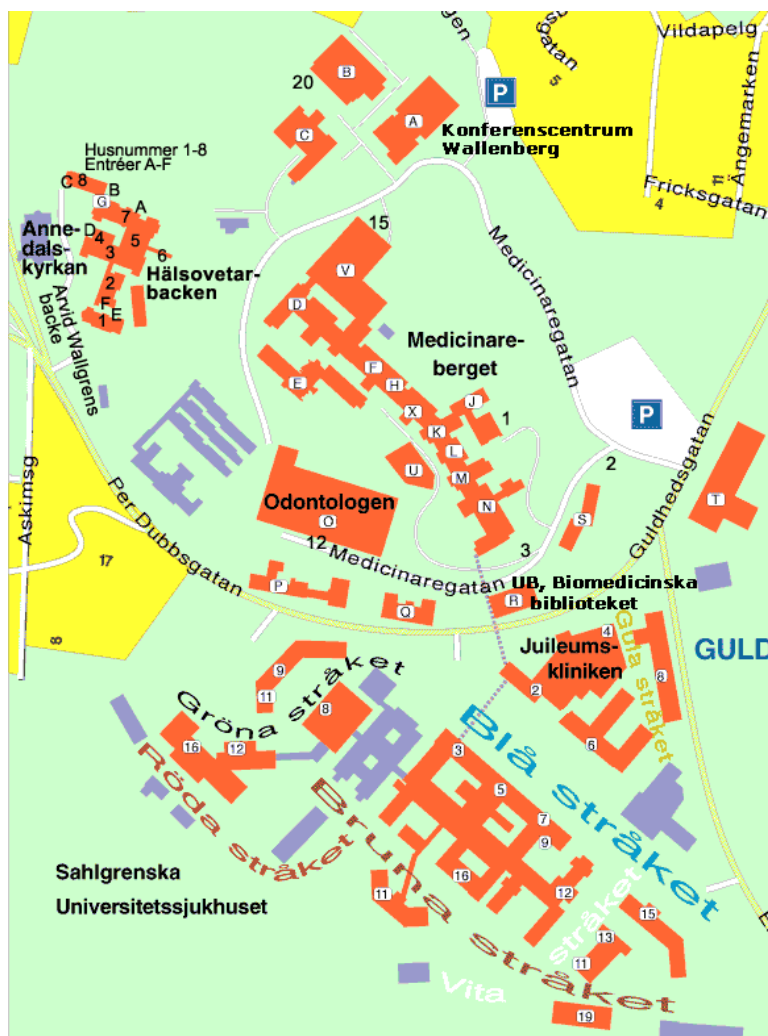 Vildapelg
gatan
5
P
20
B
A
C
Konferenscentrum
Wallenberg
Ängemarken
11
Fricksgatan
4
Husnummer 1-8
Entréer A-F
C
8
B
G
7
A
D
4
5
3
6
2
F
E
1
Anne-
dals-
kyrkan
Hälsovetar-
backen
Arvid Wallgrens
backe
15
V
D
E
F
H
X
K
L
M
N
J
U
1
Medicinare-
berget
Medicinaregatan
P
2
T
S
Guldhedsgatan
Askimsg
Per Dubbsgatan
17
8
Odontologen
O
12
Medicinaregatan
3
P
Q
R
UB, Biomedicinska
biblioteket
Juileums-
kliniken
4
8
2
6
Gula stråket
GULD
9
11
Gröna stråket
8
16
12
Röda stråket
Blå stråket
3
5
7
9
16
12
11
Bruna stråket
Vita
stråket
15
13
11
19
Sahlgrenska
Universitetssjukhuset